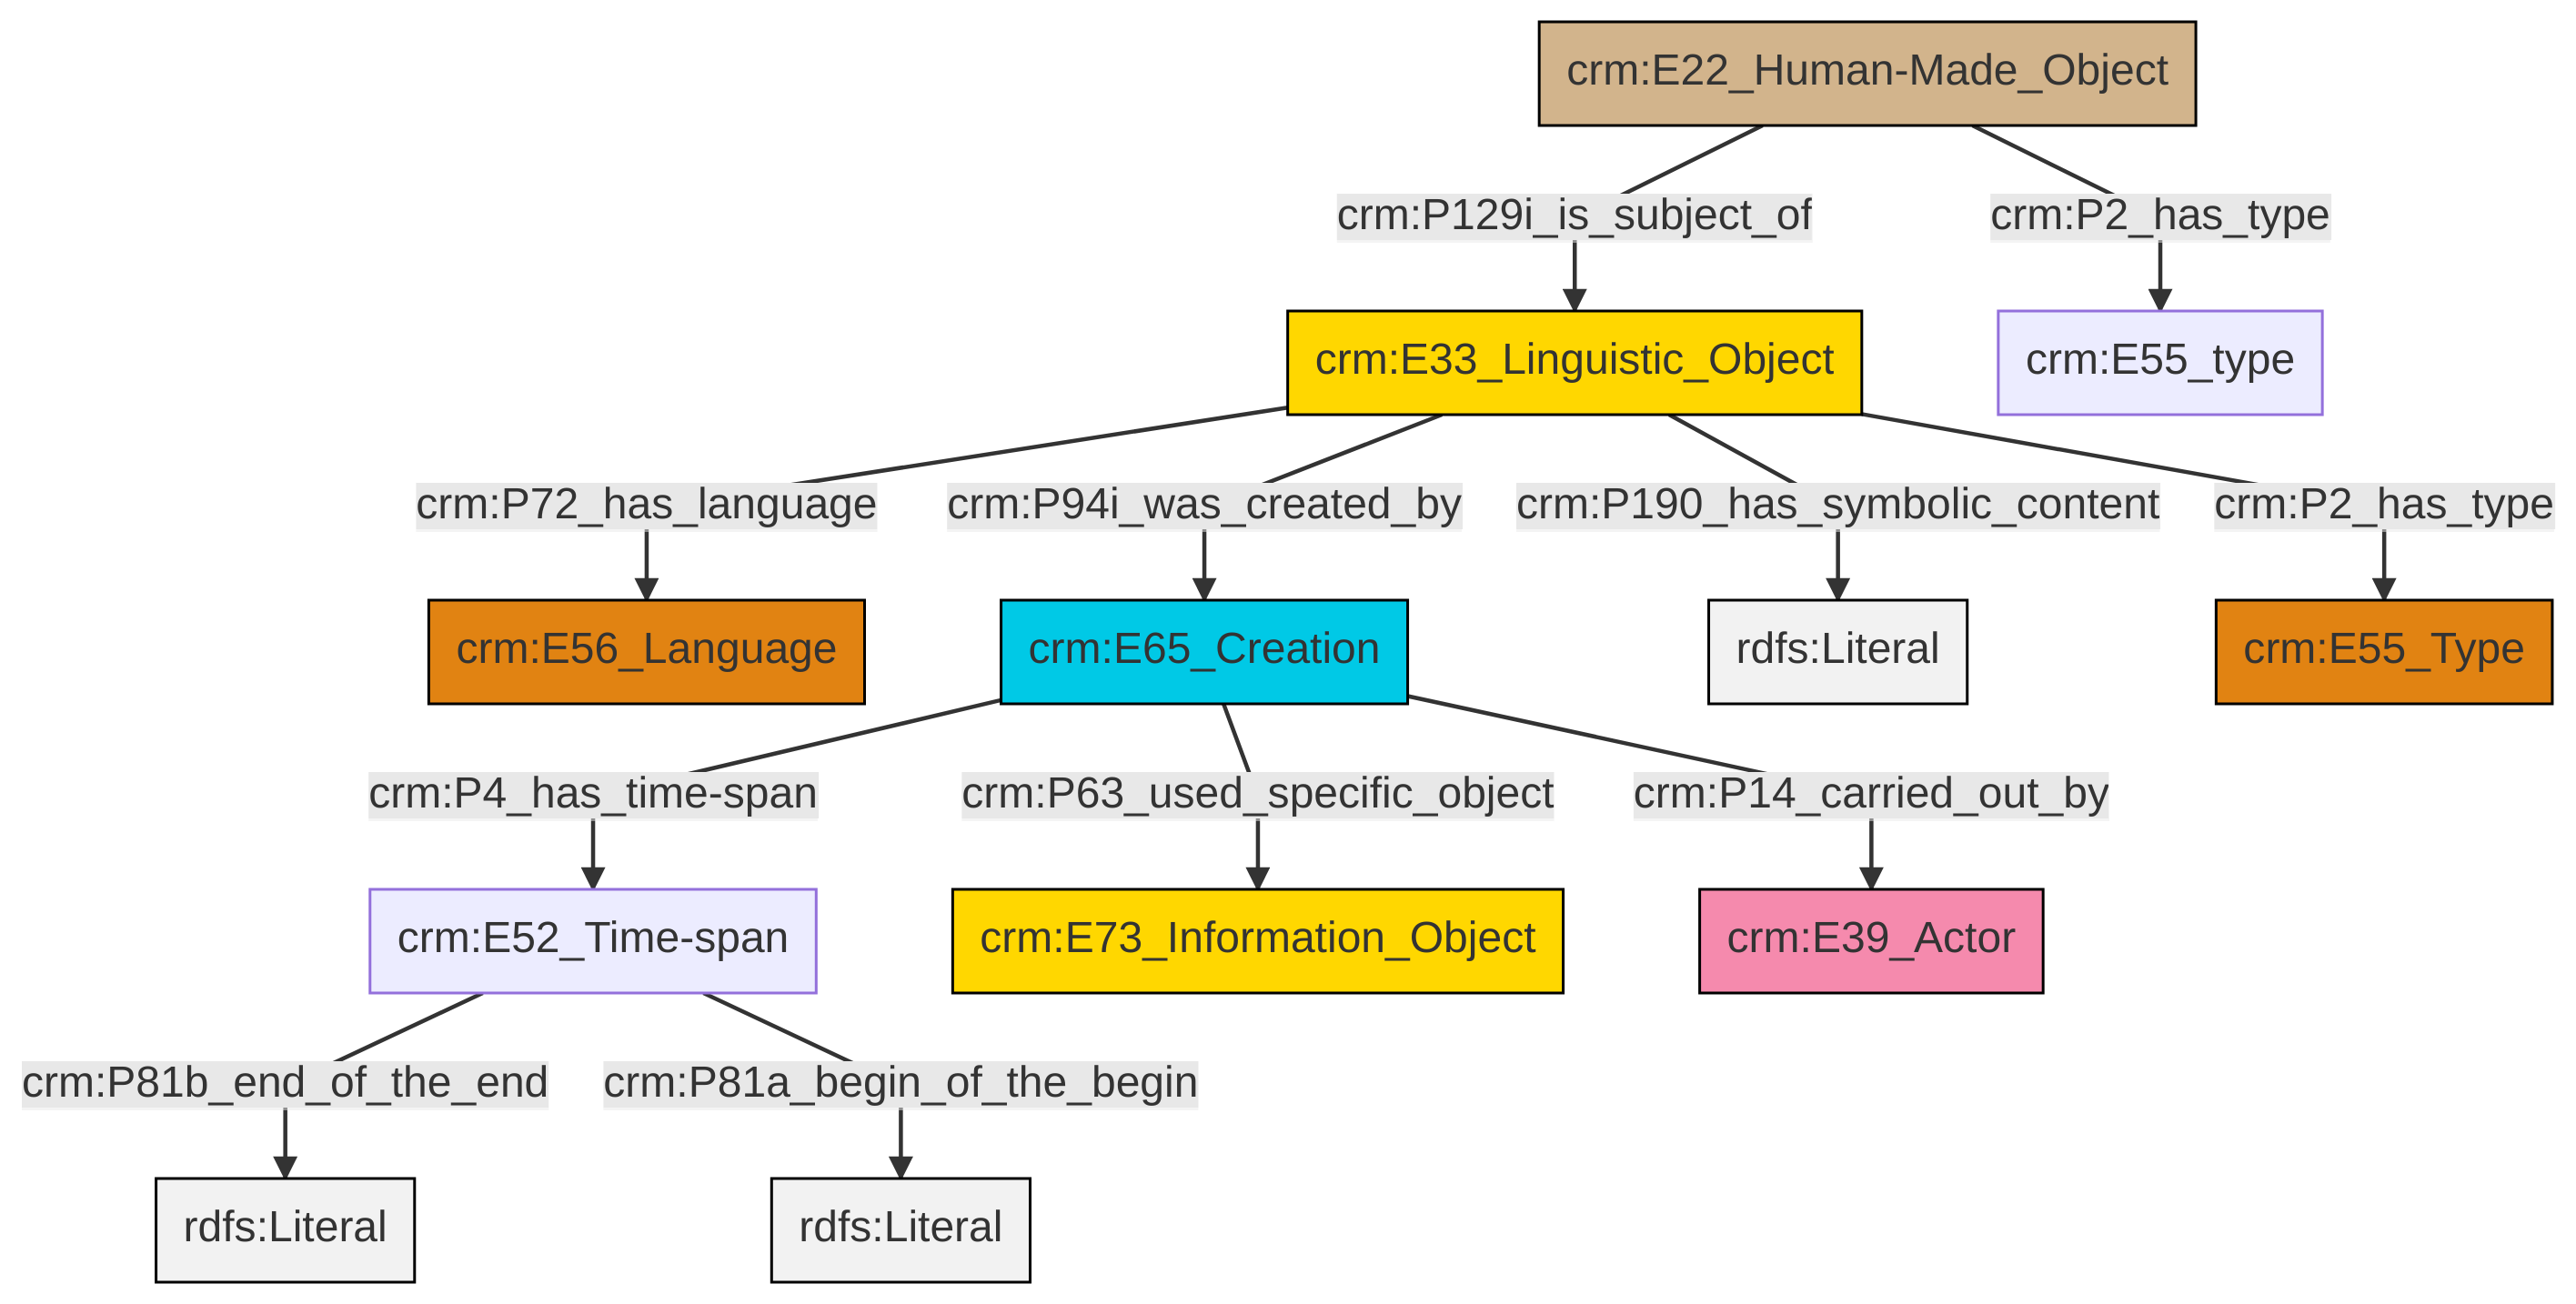 crm:E22_Human-Made_Object
crm:P129i_is_subject_of
crm:P2_has_type
crm:E33_Linguistic_Object
crm:E55_type
crm:P72_has_language
crm:P94i_was_created_by
crm:P190_has_symbolic_content
crm:P2_has_type
crm:E56_Language
crm:E65_Creation
rdfs:Literal
crm:E55_Type
crm:P4_has_time-span
crm:P63_used_specific_object
crm:P14_carried_out_by
crm:E52_Time-span
crm:E73_Information_Object
crm:E39_Actor
crm:P81b_end_of_the_end
crm:P81a_begin_of_the_begin
rdfs:Literal
rdfs:Literal